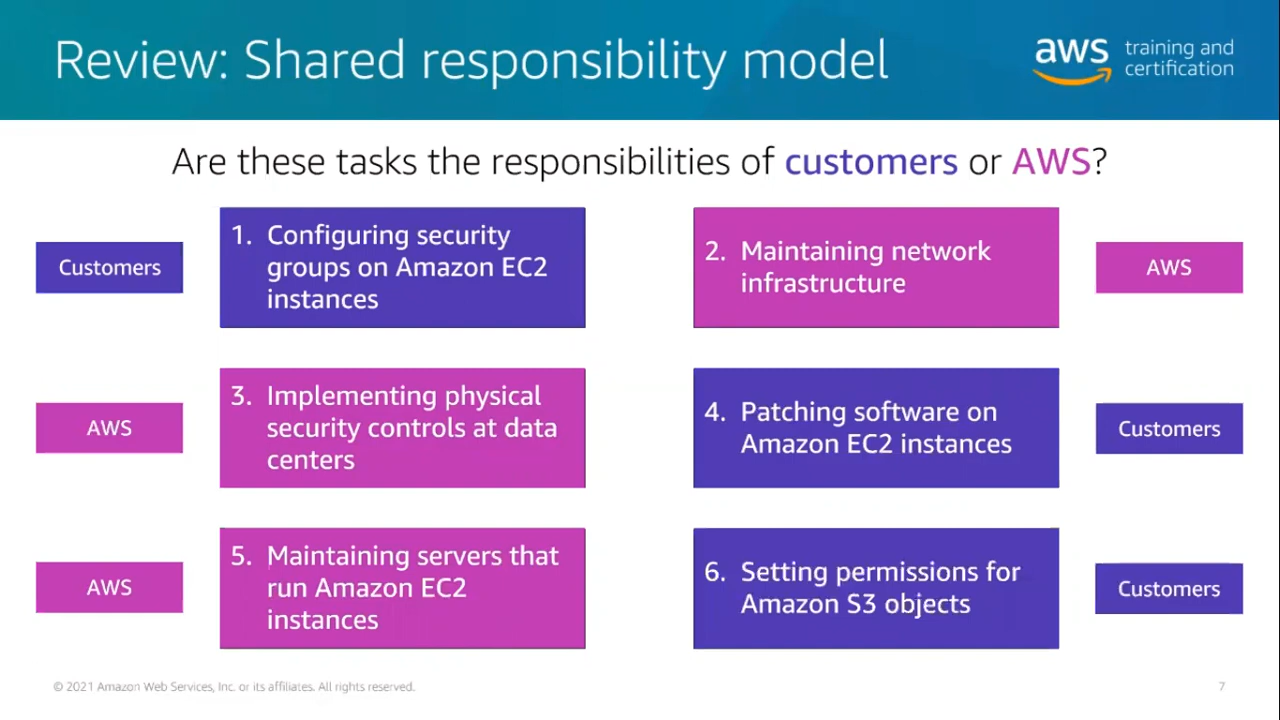 Review: Shared responsibility model
aws training and
certification
Are these tasks the responsibilities of customers or AWS?
Customers
1. Configuring security
groups on Amazon EC2
instances
2. Maintaining network
infrastructure
AWS
AWS
3. Implementing physical
security controls at data
centers
4. Patching software on
Amazon EC2 instances
Customers
AWS
5. Maintaining servers that
run Amazon EC2
instances
6. Setting permissions for
Amazon S3 objects
Customers
© 2021 Amazon Web Services, Inc. or its affiliates. All rights reserved.
7